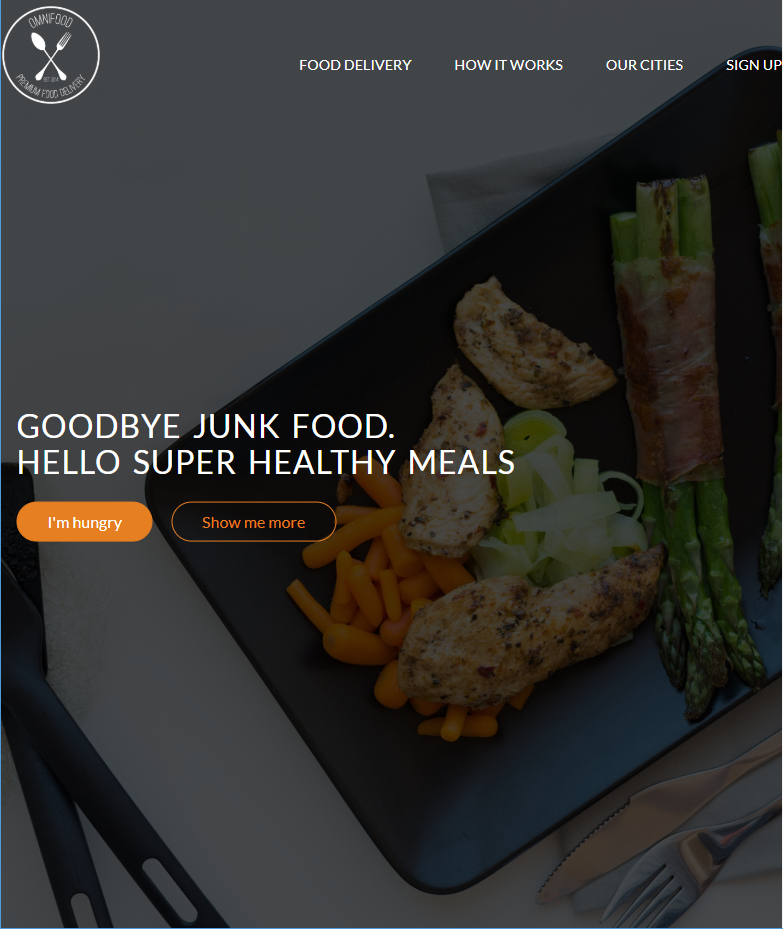 OMNIFOOD
EST 2014
PREMIUM FOOD DELIVERY
FOOD DELIVERY
HOW IT WORKS
OUR CITIES
SIGN UP
GOODBYE JUNK FOOD.
HELLO SUPER HEALTHY MEALS
I'm hungry
Show me more